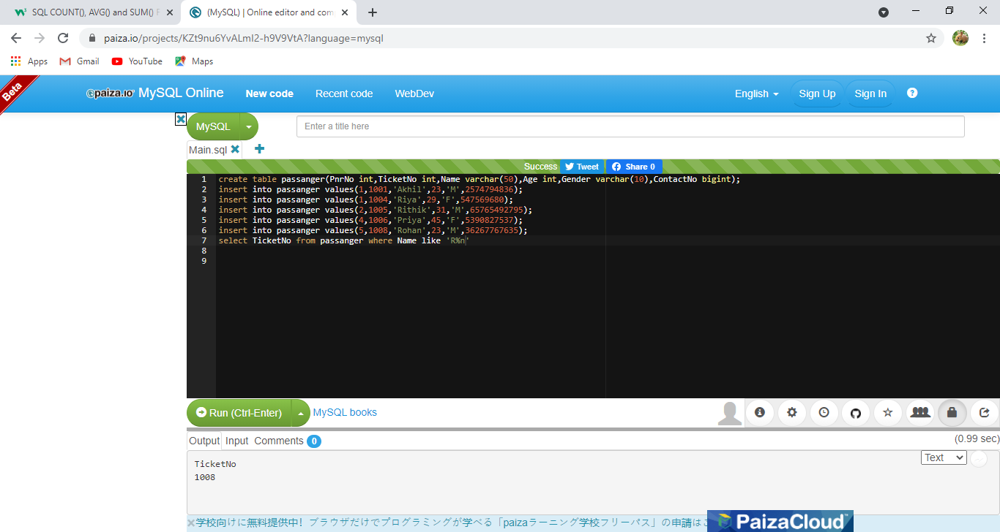 SQL COUNT(), AVG() and SUM() F
(MySQL) | Online editor and com
paiza.io/projects/KZt9nu6YvALmI2-h9V9VtA?language=mysql
Apps Gmail YouTube Maps
Beta
paiza.io MySQL Online New code Recent code WebDev English Sign Up Sign In ?
MySQL Enter a title here
Main.sql
Success Tweet Share 0
1 create table passanger(PnrNo int,TicketNo int,Name varchar(50),Age int,Gender varchar(10),ContactNo bigint);
2 insert into passanger values(1,1001,'Akhil',23,'M',2574794836);
3 insert into passanger values(1,1004,'Riya',29,'F',547569680);
4 insert into passanger values(2,1005,'Rithik',31,'M',65765492795);
5 insert into passanger values(4,1006,'Priya',45,'F',5390827537);
6 insert into passanger values(5,1008,'Rohan',23,'M',36267767635);
7 select TicketNo from passanger where Name like 'R%n'
8
9
Run (Ctrl-Enter) MySQL books
Output Input Comments 0 (0.99 sec)
Text
TicketNo
1008
学校向けに無料提供中! ブラウザだけでプログラミングが学べる「paizaラーニング学校フリーパス」の申請は
PaizaCloud™